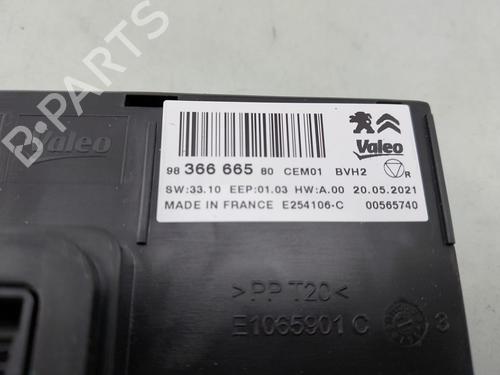 B-PARTS
Valeo
Valeo
98 366 665 80 CEM01 BVH2 R
SW:33.10 EEP:01.03 HW:A.00 20.05.2021
MADE IN FRANCE E254106-C 00565740
>PP T20<
E1065901 C 3